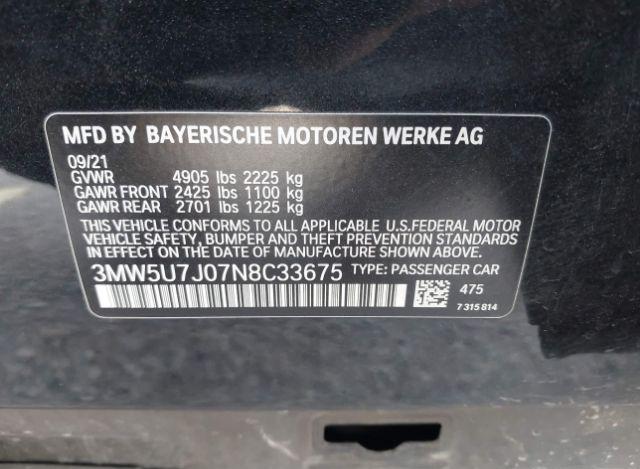 MFD BY BAYERISCHE MOTOREN WERKE AG
09/21
GVWR 4905 lbs 2225 kg
GAWR FRONT 2425 lbs 1100 kg
GAWR REAR 2701 lbs 1225 kg
THIS VEHICLE CONFORMS TO ALL APPLICABLE U.S.FEDERAL MOTOR
VEHICLE SAFETY, BUMPER AND THEFT PREVENTION STANDARDS
IN EFFECT ON THE DATE OF MANUFACTURE SHOWN ABOVE.
3MW5U7J07N8C33675 TYPE: PASSENGER CAR
475
7 315 814